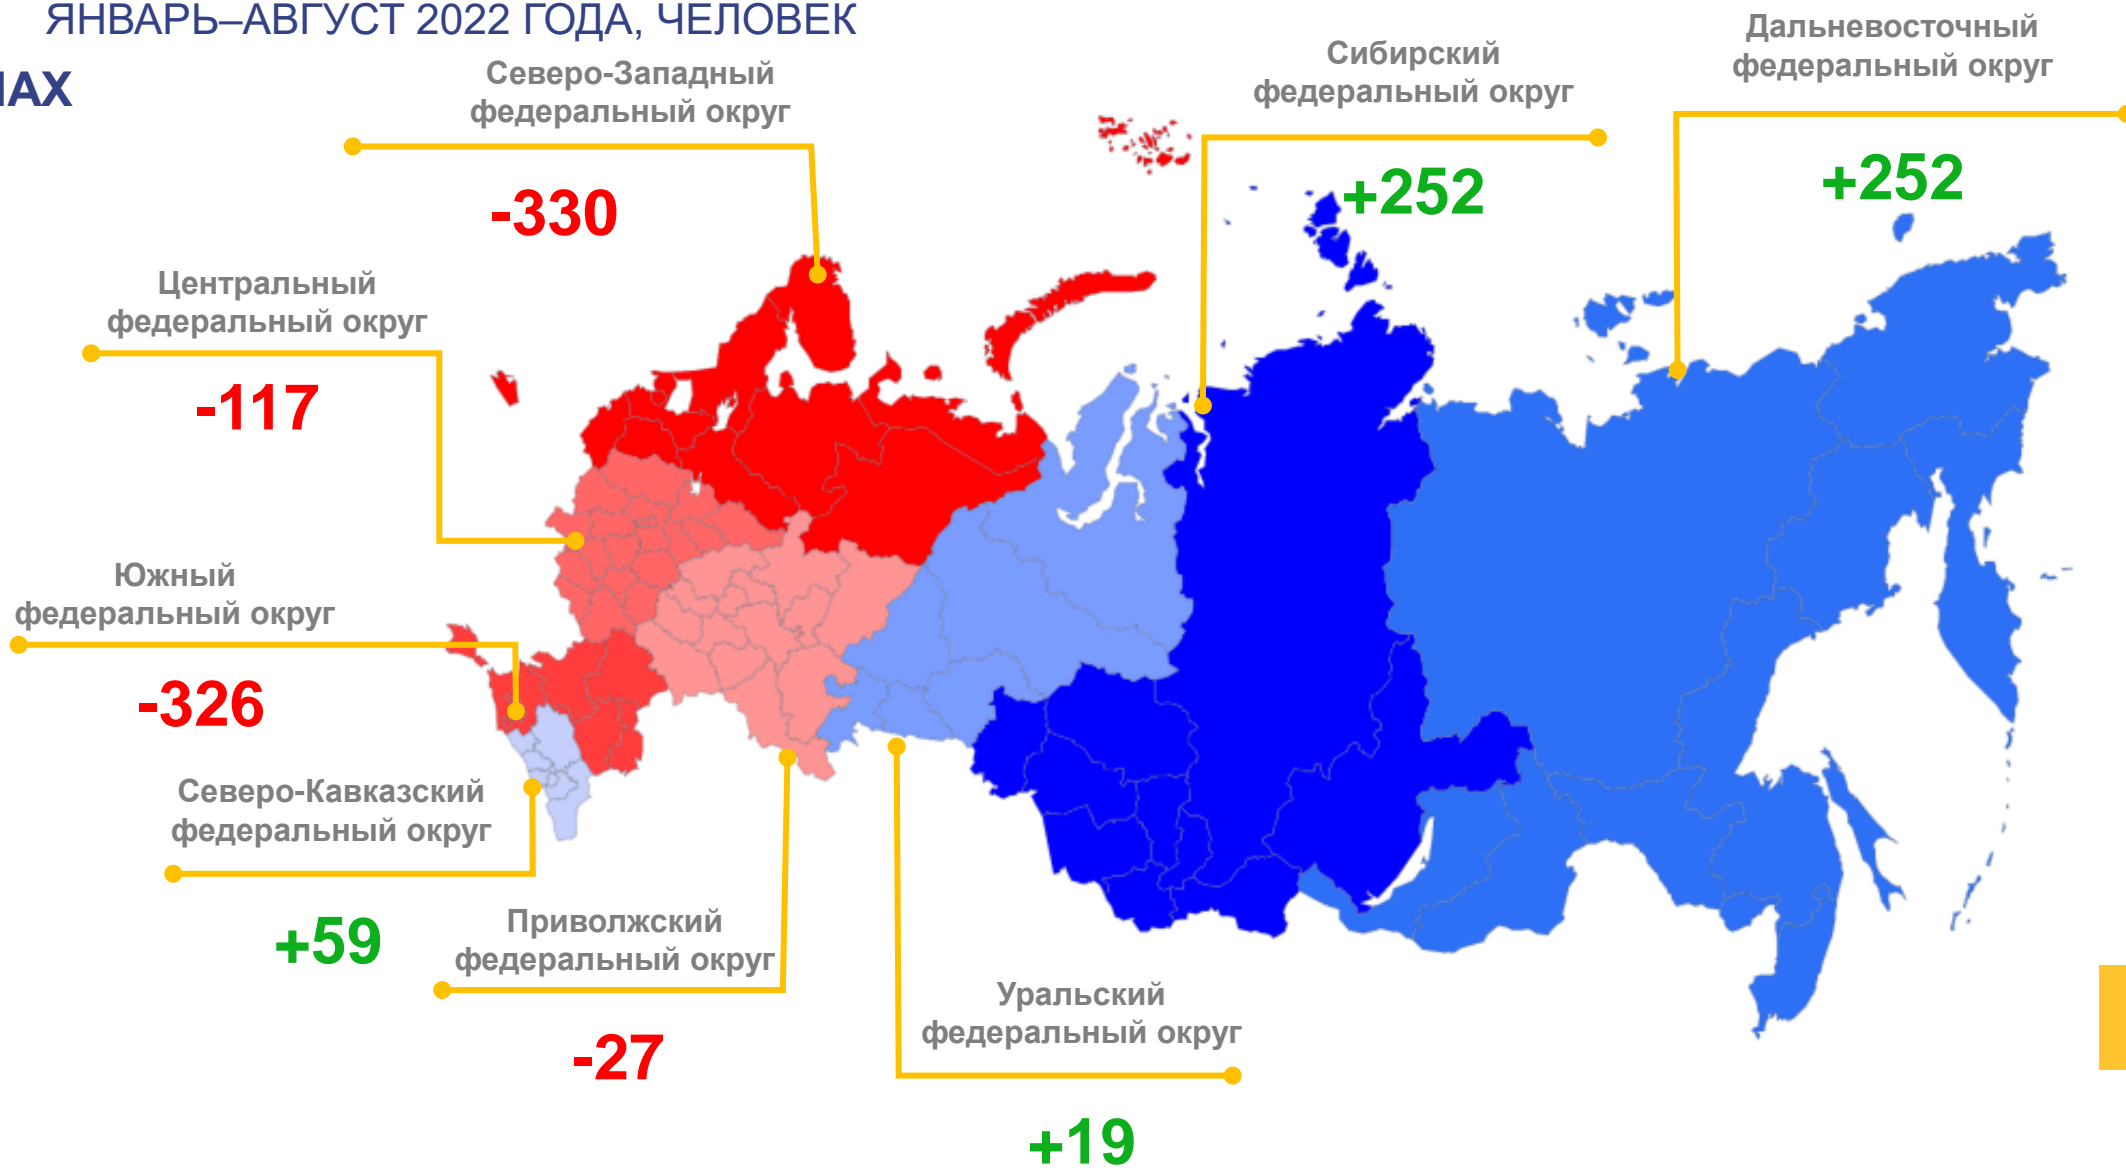 ЯНВАРЬ–АВГУСТ 2022 ГОДА, ЧЕЛОВЕК
Северо-Западный
федеральный округ
-330
Сибирский
федеральный округ
+252
Дальневосточный
федеральный округ
+252
Центральный
федеральный округ
-117
Южный
федеральный округ
-326
Северо-Кавказский
федеральный округ
+59
Приволжский
федеральный округ
-27
Уральский
федеральный округ
+19